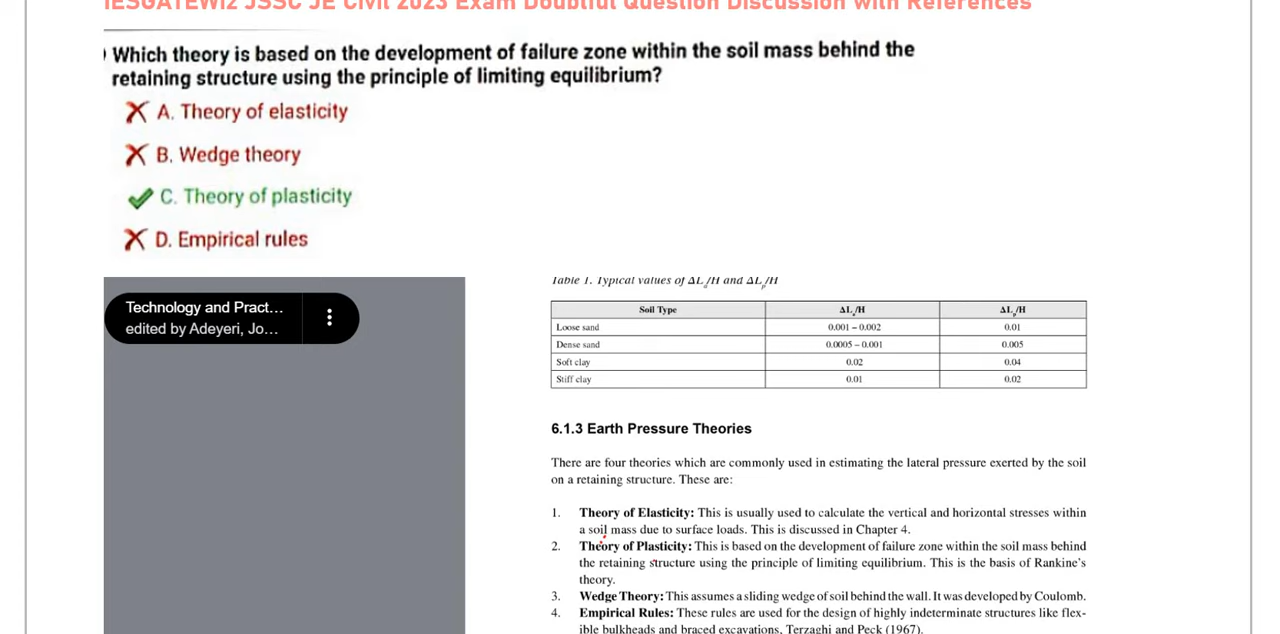 IESGATEWiz JSSC JE Civil 2023 Exam Doubtful Question Discussion with References
Which theory is based on the development of failure zone within the soil mass behind the
retaining structure using the principle of limiting equilibrium?
A. Theory of elasticity
B. Wedge theory
C. Theory of plasticity
D. Empirical rules
Technology and Pract...
edited by Adeyeri, Jo...
Table 1. Typical values of ΔLa/H and ΔLp/H
Soil Type ΔLa/H ΔLp/H
Loose sand 0.001 – 0.002 0.01
Dense sand 0.0005 – 0.001 0.005
Soft clay 0.02 0.04
Stiff clay 0.01 0.02
6.1.3 Earth Pressure Theories
There are four theories which are commonly used in estimating the lateral pressure exerted by the soil
on a retaining structure. These are:
1. Theory of Elasticity: This is usually used to calculate the vertical and horizontal stresses within
a soil mass due to surface loads. This is discussed in Chapter 4.
2. Theory of Plasticity: This is based on the development of failure zone within the soil mass behind
the retaining structure using the principle of limiting equilibrium. This is the basis of Rankine's
theory.
3. Wedge Theory: This assumes a sliding wedge of soil behind the wall. It was developed by Coulomb.
4. Empirical Rules: These rules are used for the design of highly indeterminate structures like flex-
ible bulkheads and braced excavations, Terzaghi and Peck (1967).